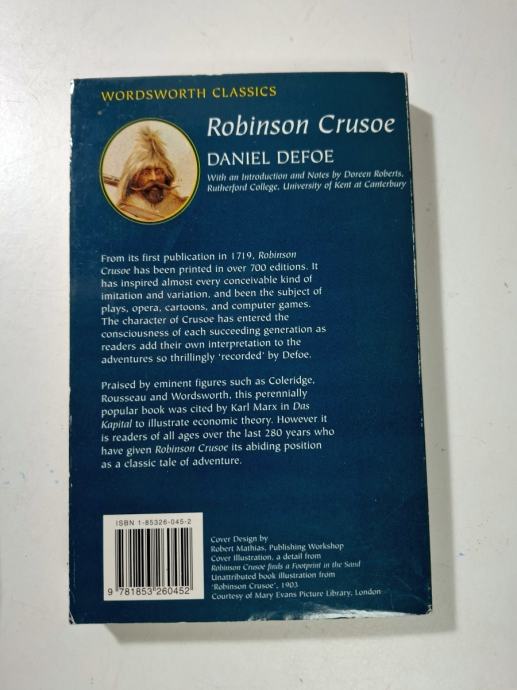 WORDSWORTH CLASSICS
Robinson Crusoe
DANIEL DEFOE
With an Introduction and Notes by Doreen Roberts,
Rutherford College, University of Kent at Canterbury
From its first publication in 1719, Robinson
Crusoe has been printed in over 700 editions. It
has inspired almost every conceivable kind of
imitation and variation, and been the subject of
plays, opera, cartoons, and computer games.
The character of Crusoe has entered the
consciousness of each succeeding generation as
readers add their own interpretation to the
adventures so thrillingly 'recorded' by Defoe.
Praised by eminent figures such as Coleridge,
Rousseau and Wordsworth, this perennially
popular book was cited by Karl Marx in Das
Kapital to illustrate economic theory. However it
is readers of all ages over the last 280 years who
have given Robinson Crusoe its abiding position
as a classic tale of adventure.
ISBN 1-85326-045-2
9 781853 260452
Cover Design by
Robert Mathias, Publishing Workshop
Cover Illustration, a detail from
Robinson Crusoe finds a Footprint in the Sand
Unattributed book illustration from
'Robinson Crusoe', 1903
Courtesy of Mary Evans Picture Library, London